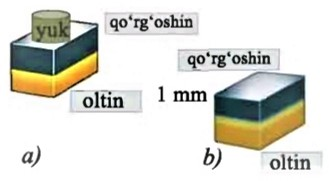 yuk
qo‘rg‘oshin
oltin
a)
qo‘rg‘oshin
1 mm
oltin
b)